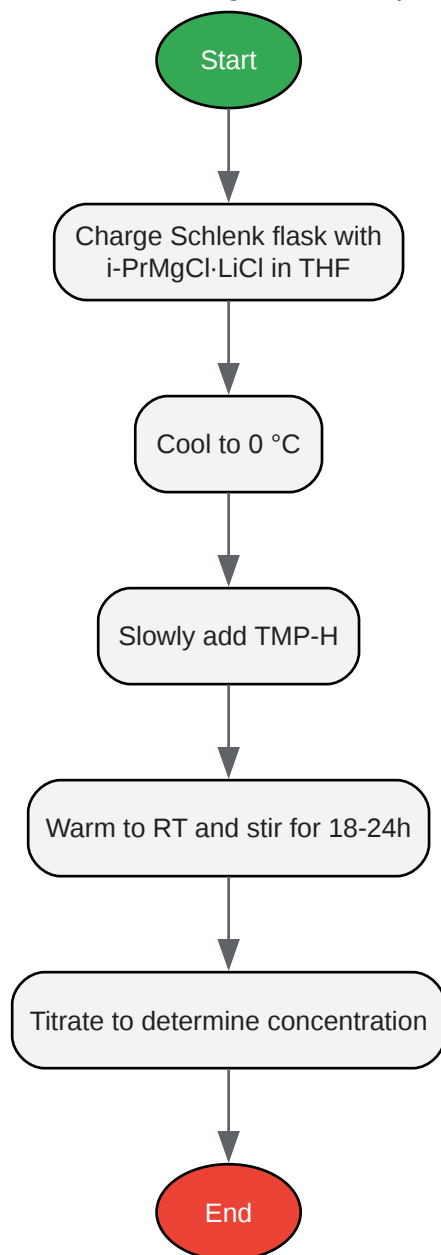 Start
Charge Schlenk flask with
i-PrMgCl·LiCl in THF
Cool to 0 °C
Slowly add TMP-H
Warm to RT and stir for 18-24h
Titrate to determine concentration
End